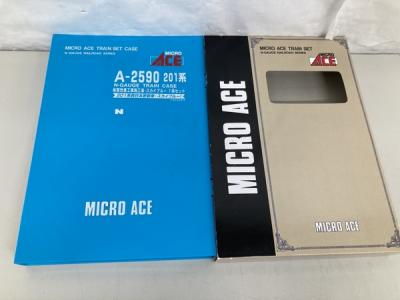 MICRO ACE TRAIN SET CASE
N-GAUGE RAILROAD SERIES
MICRO
ACE
A-2590 201系
N-GAUGE TRAIN CASE
N
MICRO ACE
MICRO ACE
MICRO ACE TRAIN SET
N-GAUGE RAILROAD SERIES
MICRO
ACE
MICRO ACE